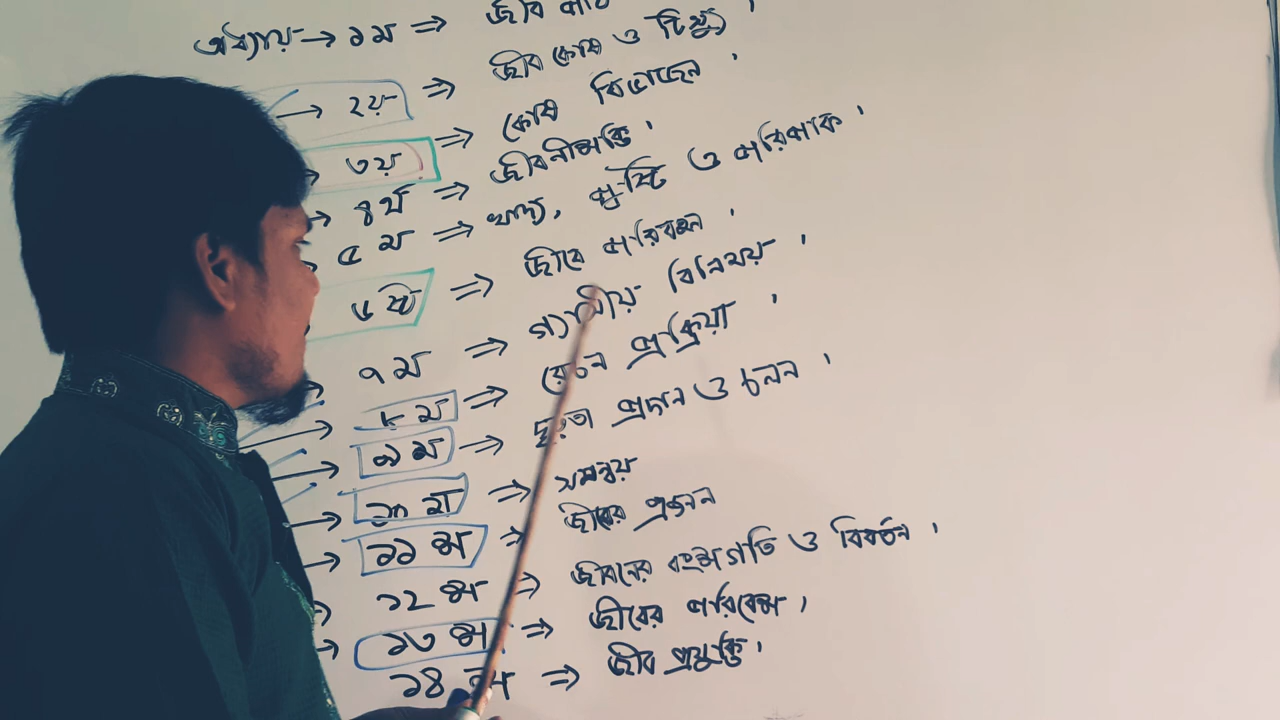 অধ্যায় → ১ম ⇒ জীব পাঠ
→ ২য় ⇒ জীব কোষ ও টিস্যু।
→ ৩য় ⇒ কোষ বিভাজন।
→ ৪র্থ ⇒ জীবনীশক্তি।
→ ৫ম ⇒ খাদ্য, পুষ্টি ও পরিপাক।
৬ষ্ঠ ⇒ জীবে পরিবহন।
→ ৭ম ⇒ গ্যাসীয় বিনিময়।
→ ৮ম ⇒ রেচন প্রক্রিয়া।
→ ৯ম ⇒ দৃঢ়তা প্রদান ও চলন।
→ ১০ম ⇒ সমন্বয়
→ ১১শ ⇒ জীবের প্রজনন
→ ১২শ ⇒ জীবনের বংশগতি ও বিবর্তন।
→ ১৩শ ⇒ জীবের পরিবেশ।
১৪শ ⇒ জীব প্রযুক্তি।